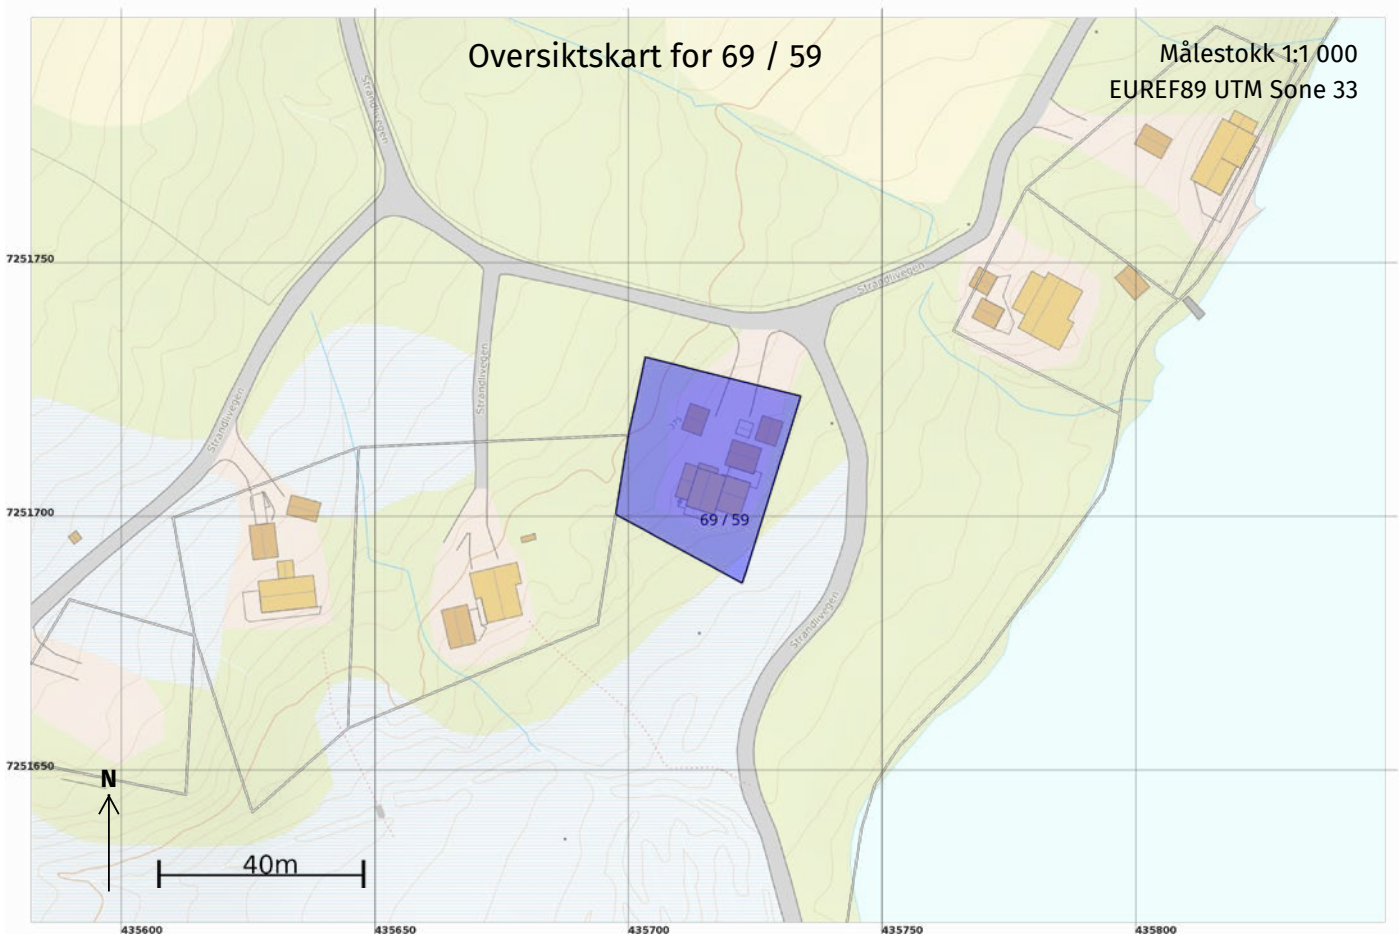 Oversiktskart for 69 / 59
Målestokk 1:1 000
EUREF89 UTM Sone 33
Strandlivegen
7251750
Strandlivegen
Strandlivegen
Strandlivegen
375
7251700
69 / 59
Strandlivegen
7251650
N
40m
435600
435650
435700
435750
435800